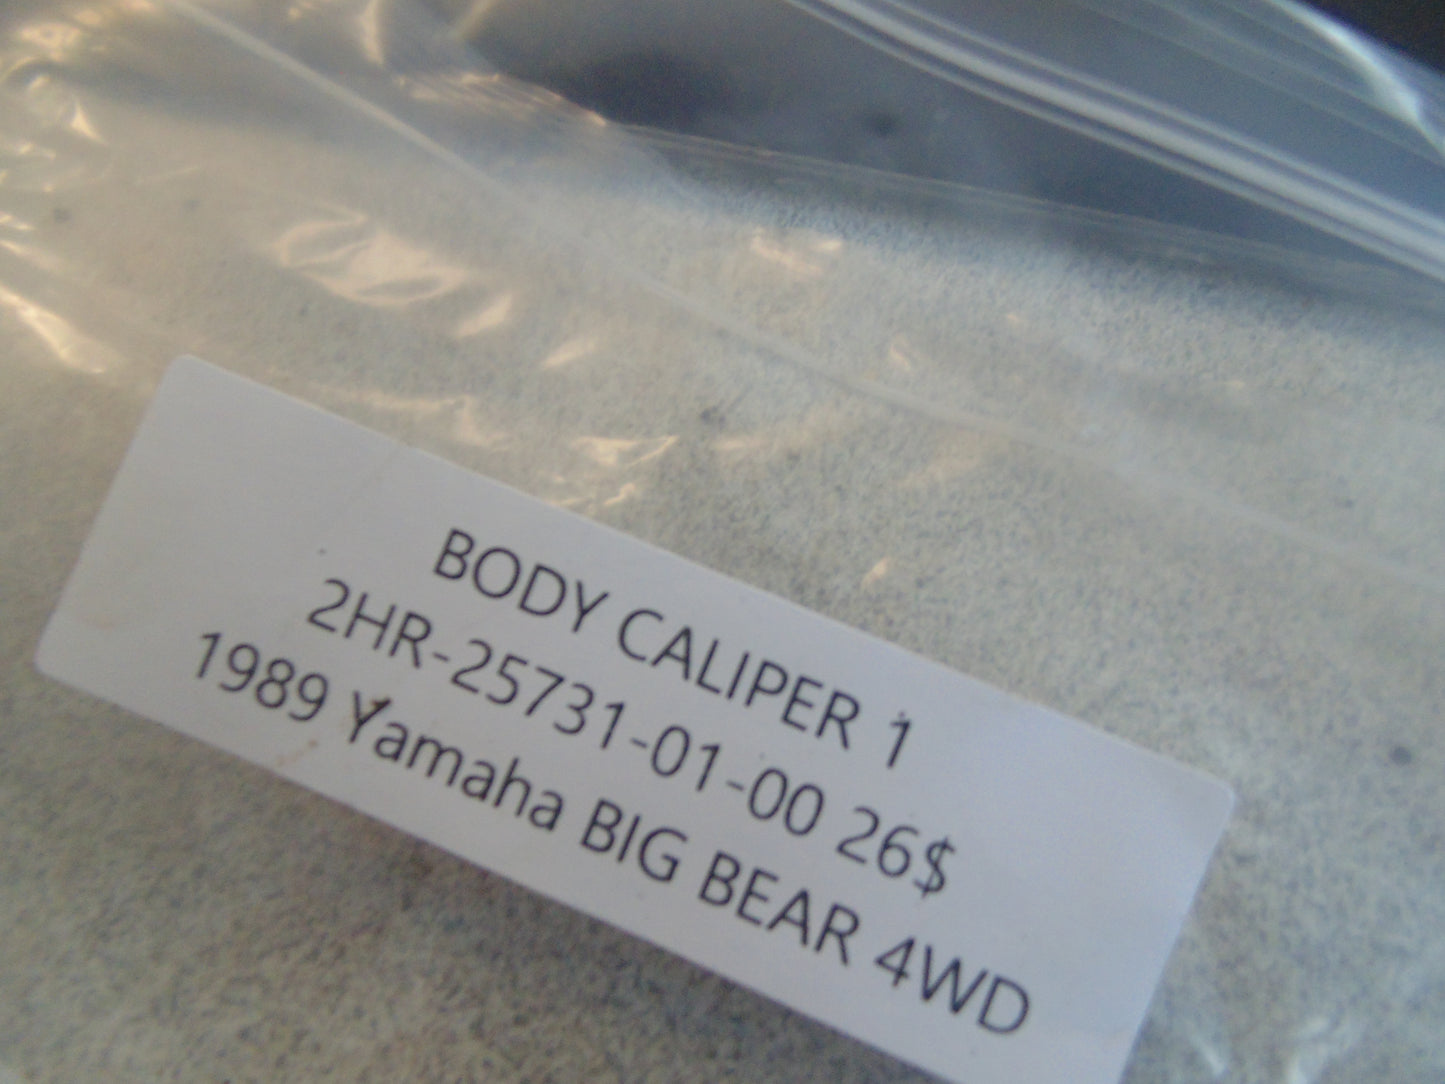 BODY CALIPER 1
2HR-25731-01-00 26$
1989 Yamaha BIG BEAR 4WD